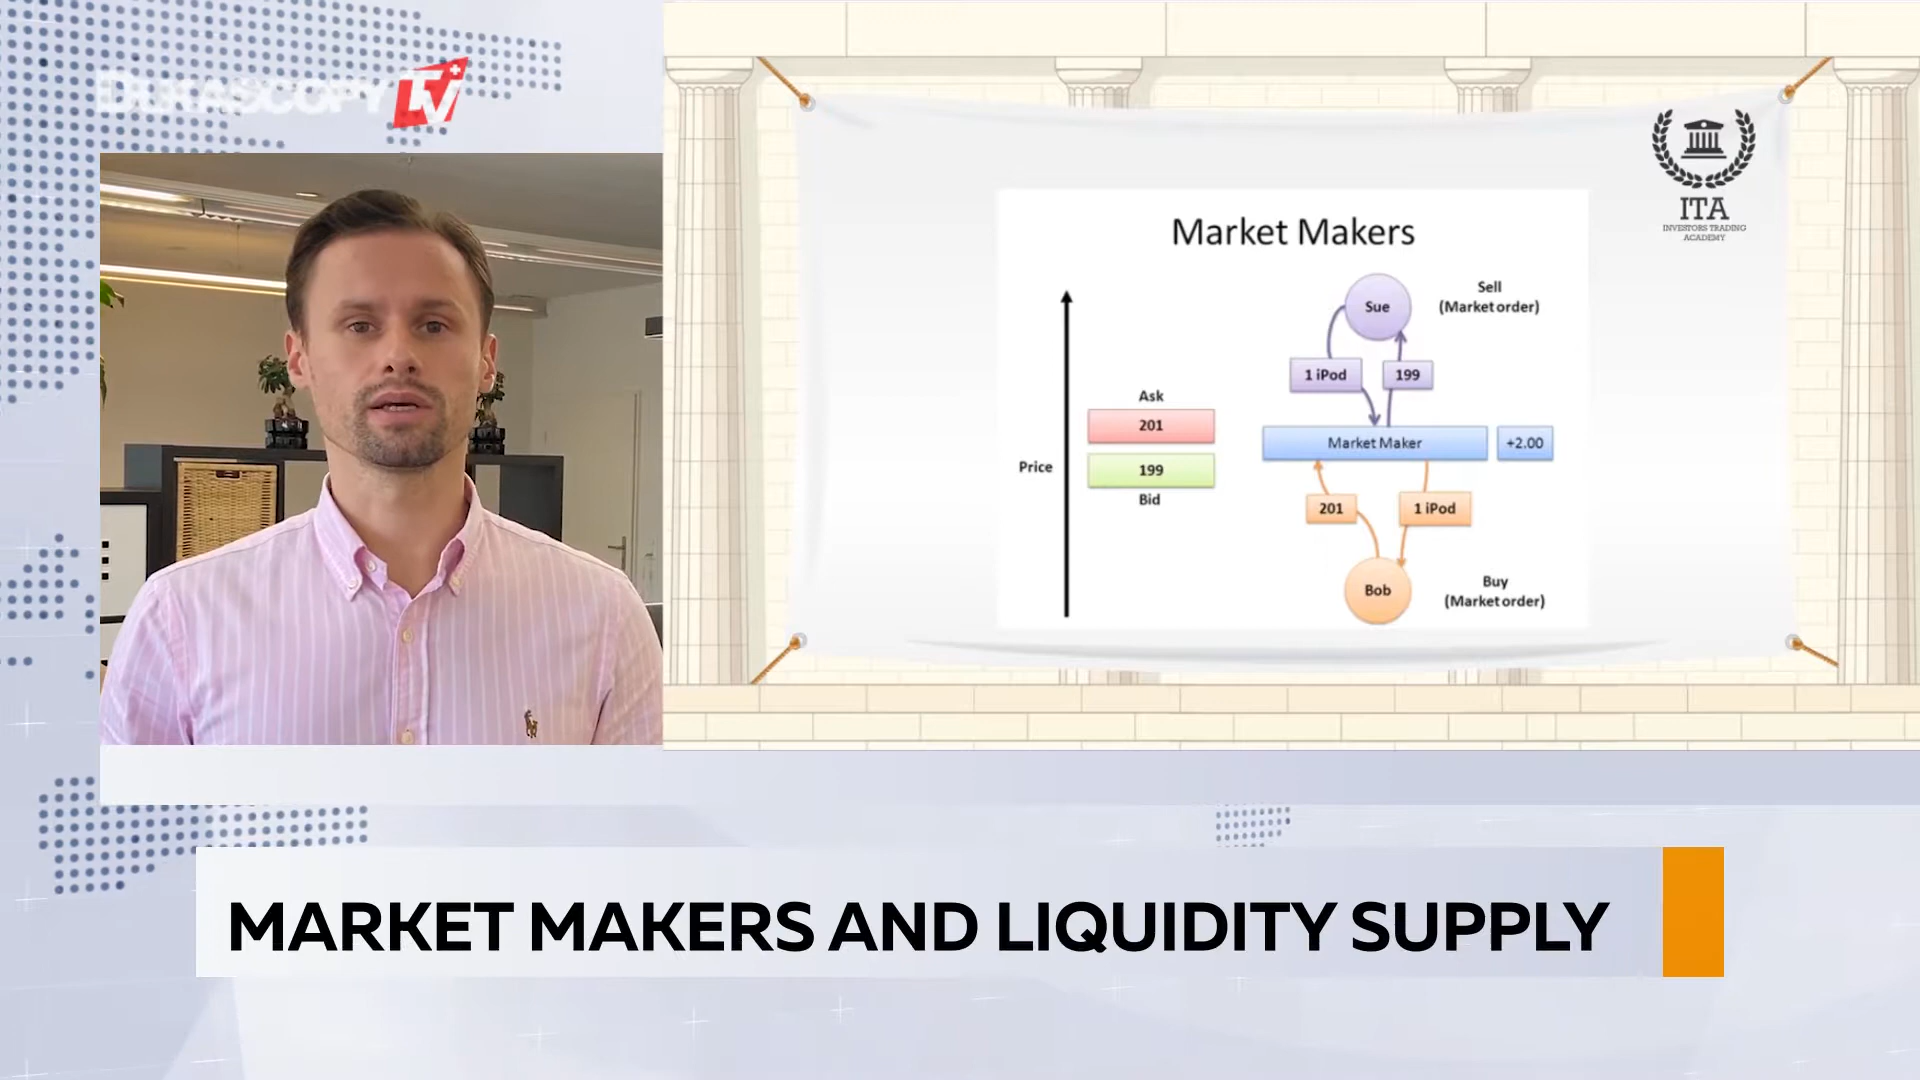 DUKASCOPY TV
ITA
INVESTORS TRADING
ACADEMY
Market Makers
Sue
Sell
(Market order)
1 iPod
199
Ask
201
Market Maker
+2.00
Price
199
Bid
201
1 iPod
Bob
Buy
(Market order)
MARKET MAKERS AND LIQUIDITY SUPPLY